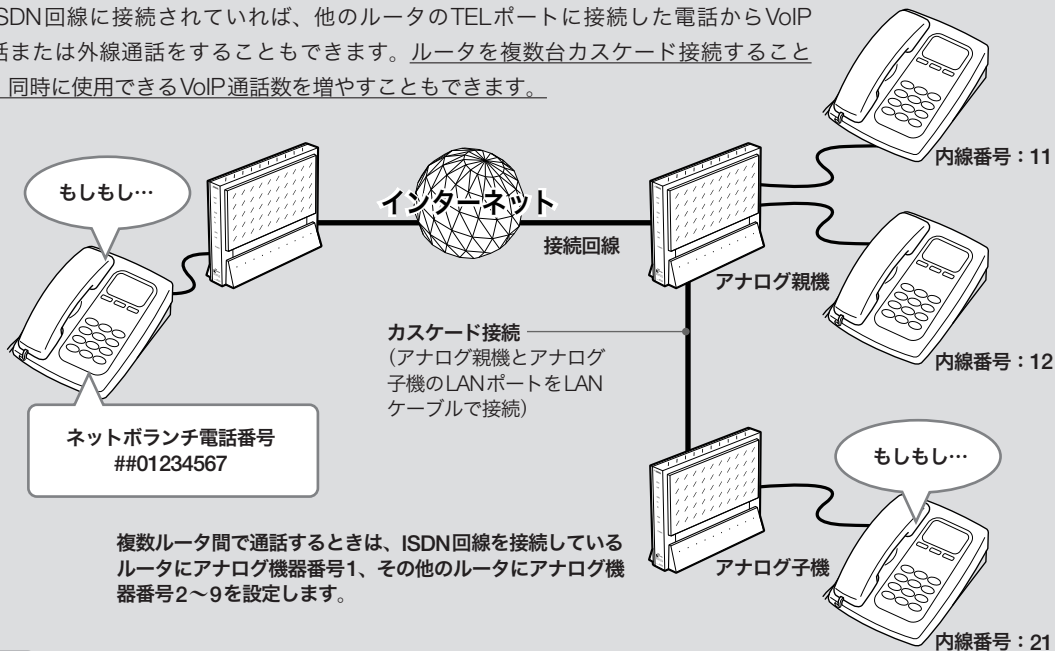 ISDN回線に接続されていれば、他のルータのTELポートに接続した電話からVoIP
話または外線通話をすることもできます。ルータを複数台カスケード接続すること
同時に使用できるVoIP通話数を増やすこともできます。
内線番号：11
もしもし…
インターネット
接続回線
アナログ親機
カスケード接続
（アナログ親機とアナログ
子機のLANポートをLAN
ケーブルで接続）
内線番号：12
ネットボランチ電話番号
##01234567
もしもし…
複数ルータ間で通話するときは、ISDN回線を接続している
ルータにアナログ機器番号1、その他のルータにアナログ機
器番号2～9を設定します。
アナログ子機
内線番号：21